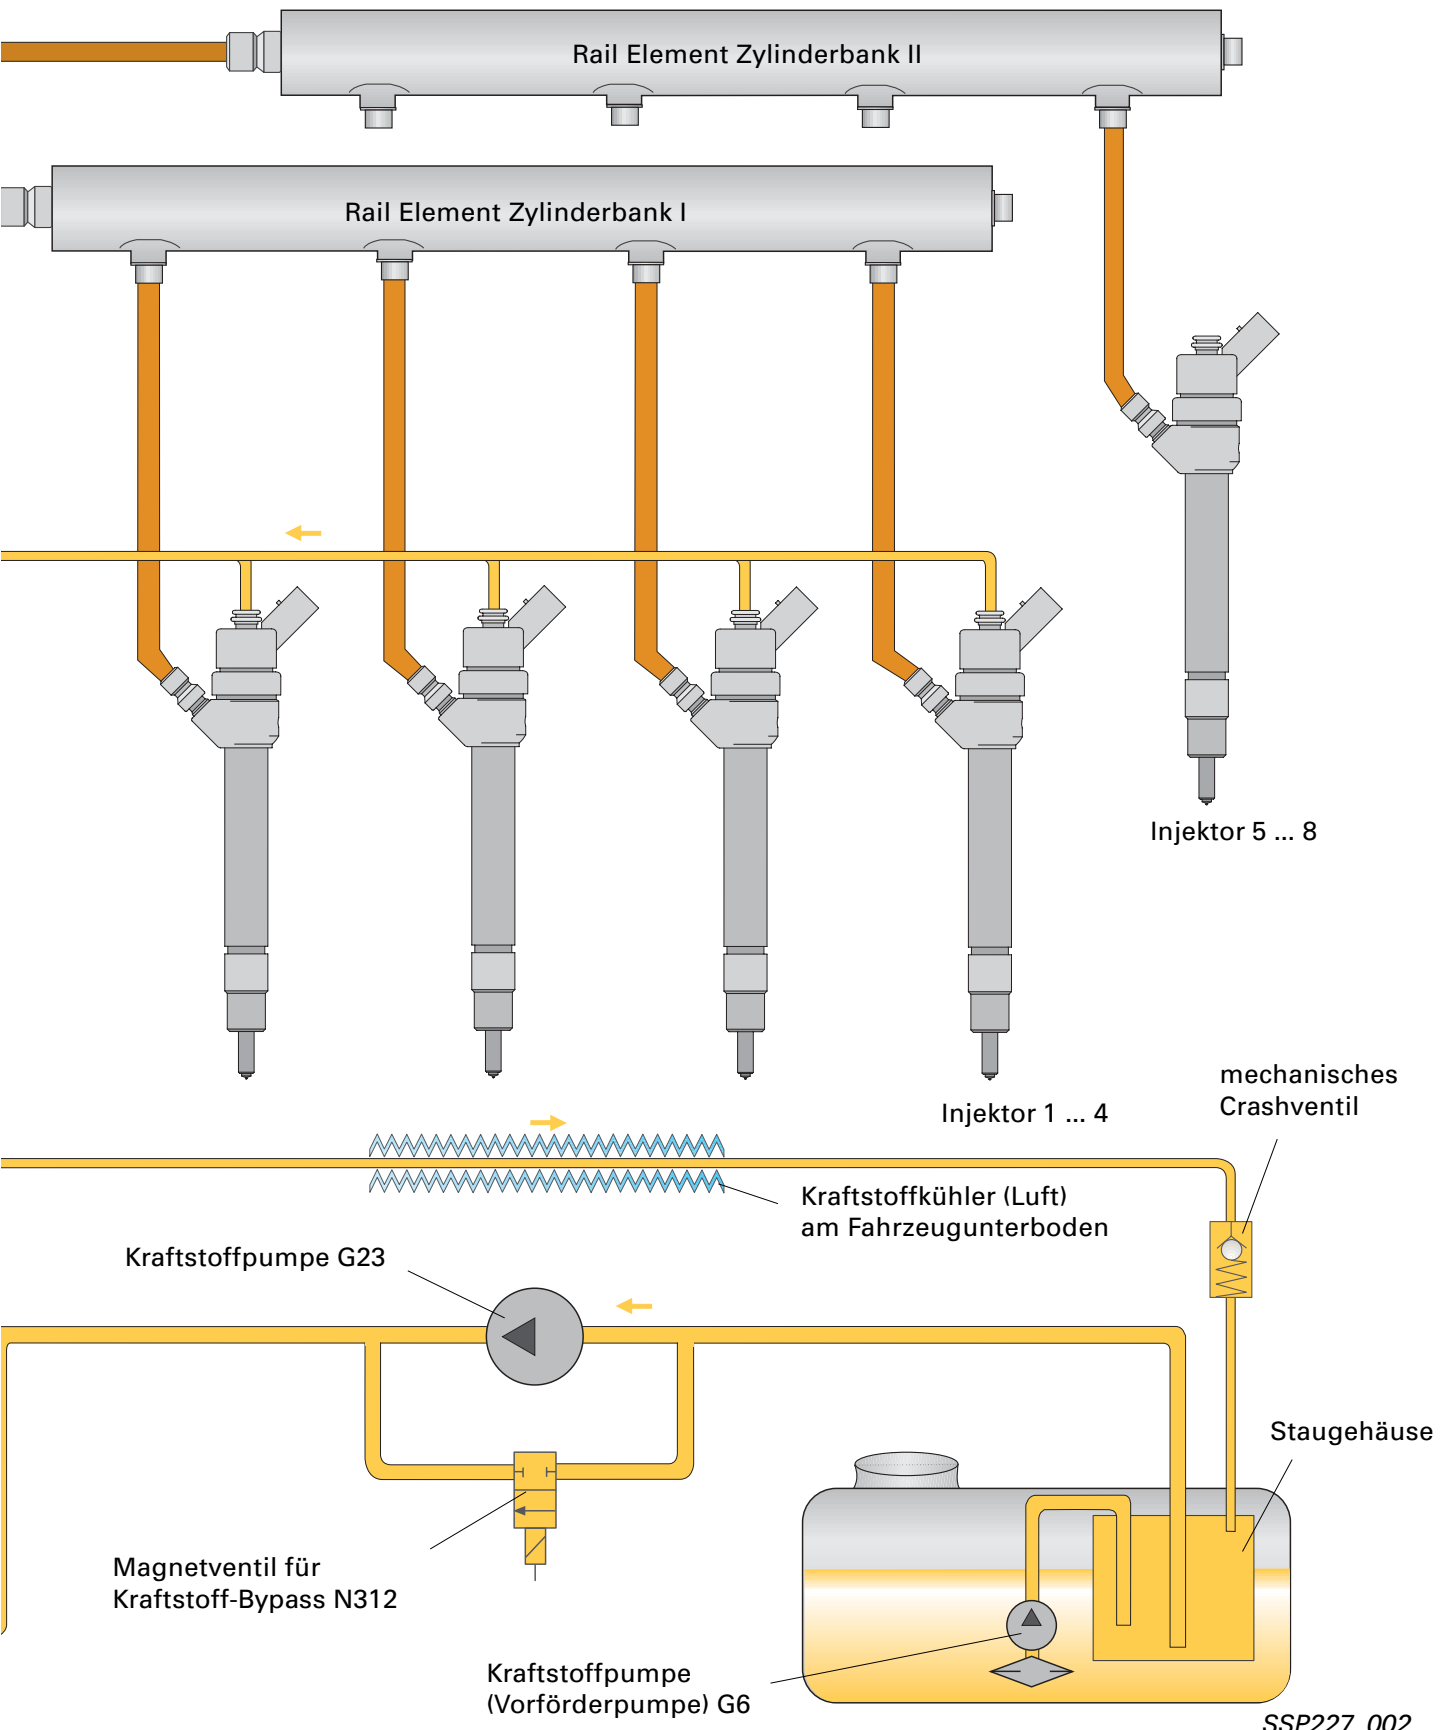 Rail Element Zylinderbank II
Rail Element Zylinderbank I
Injektor 5 ... 8
Injektor 1 ... 4
mechanisches
Crashventil
Kraftstoffkühler (Luft)
am Fahrzeugunterboden
Kraftstoffpumpe G23
Staugehäuse
Magnetventil für
Kraftstoff-Bypass N312
Kraftstoffpumpe
(Vorförderpumpe) G6
SSP227_002